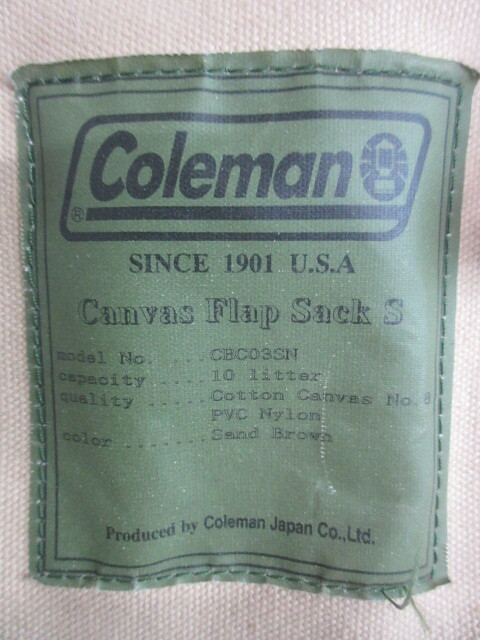 Coleman
®
SINCE 1901 U.S.A
Canvas Flap Sack S
model No. ....CBC03SN
capacity .....10 litter
quality ......Cotton Canvas No.8
PVC Nylon
color ........Sand Brown
Produced by Coleman Japan Co.,Ltd.